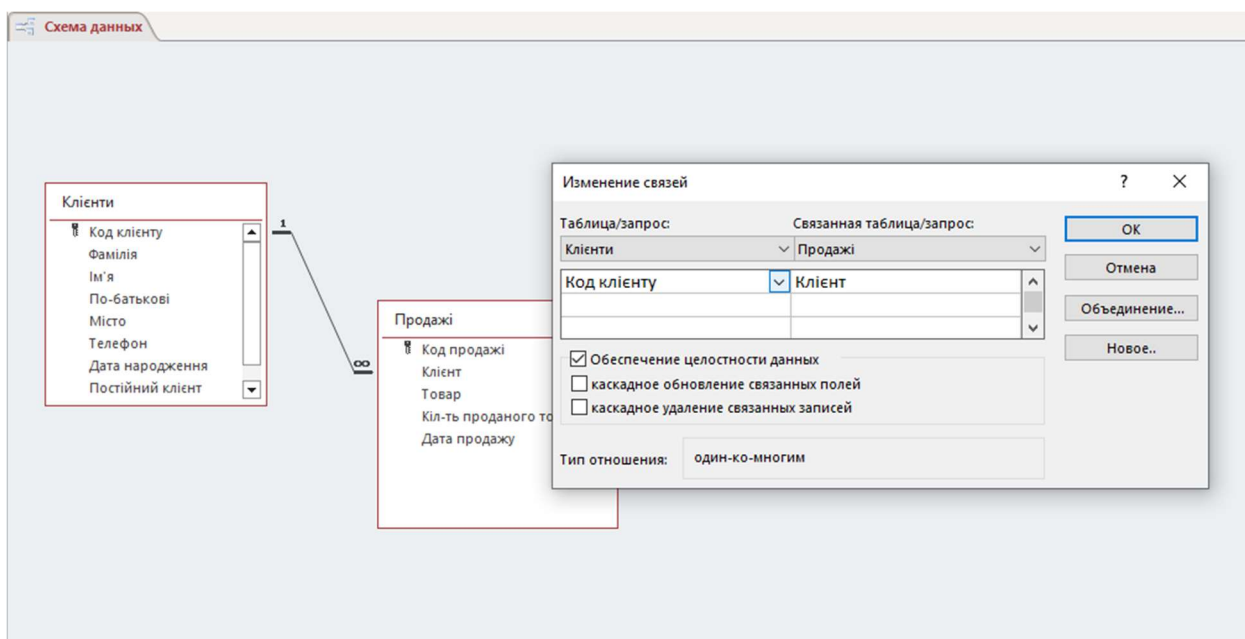 Схема данных
Клієнти
Код клієнту
Фамілія
Ім'я
По-батькові
Місто
Телефон
Дата народження
Постійний клієнт
1
∞
Продажі
Код продажі
Клієнт
Товар
Кіл-ть проданого то
Дата продажу
Изменение связей
?
Таблица/запрос:
Связанная таблица/запрос:
Клієнти
Продажі
Код клієнту
Клієнт
Обеспечение целостности данных
каскадное обновление связанных полей
каскадное удаление связанных записей
Тип отношения:
один-ко-многим
ОК
Отмена
Объединение...
Новое..